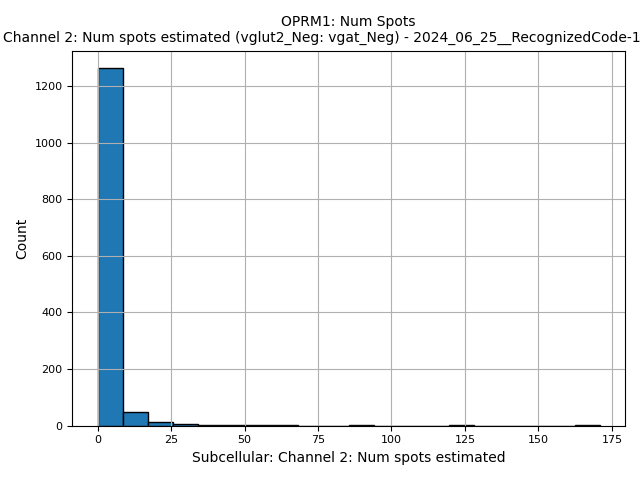 OPRM1: Num Spots
Channel 2: Num spots estimated (vglut2_Neg: vgat_Neg) - 2024_06_25__RecognizedCode-1
1200
1000
800
600
400
200
0
Count
0 25 50 75 100 125 150 175
Subcellular: Channel 2: Num spots estimated